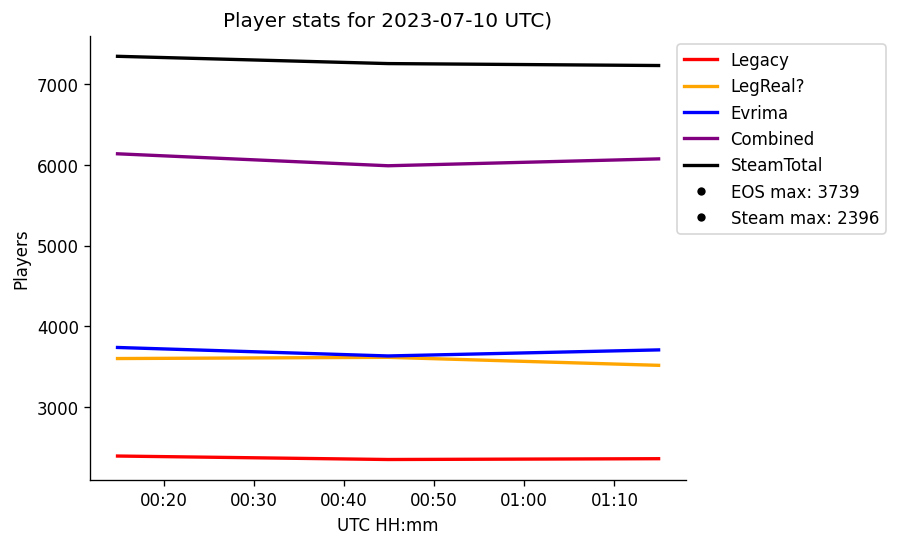 Player stats for 2023-07-10 UTC)
Legacy
LegReal?
Evrima
Combined
SteamTotal
EOS max: 3739
Steam max: 2396
Players
7000
6000
5000
4000
3000
00:20 00:30 00:40 00:50 01:00 01:10
UTC HH:mm